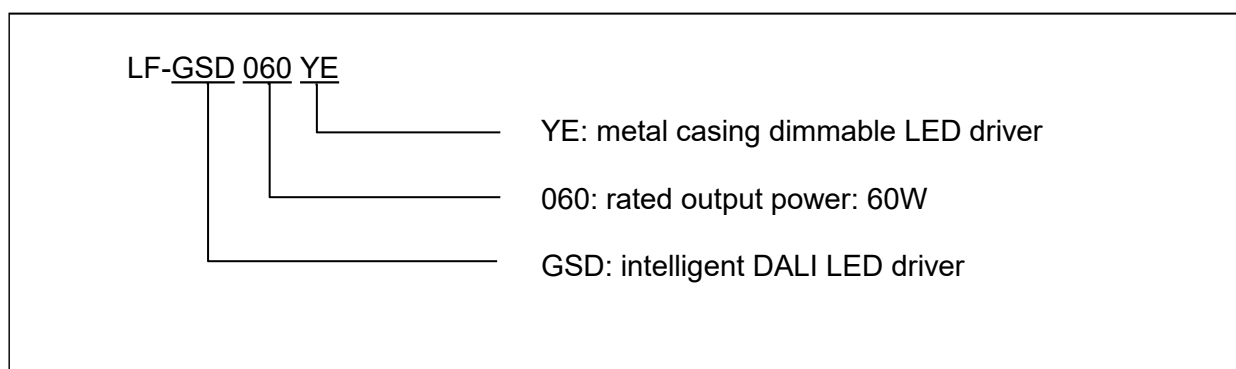 LF-GSD 060 YE
YE: metal casing dimmable LED driver
060: rated output power: 60W
GSD: intelligent DALI LED driver